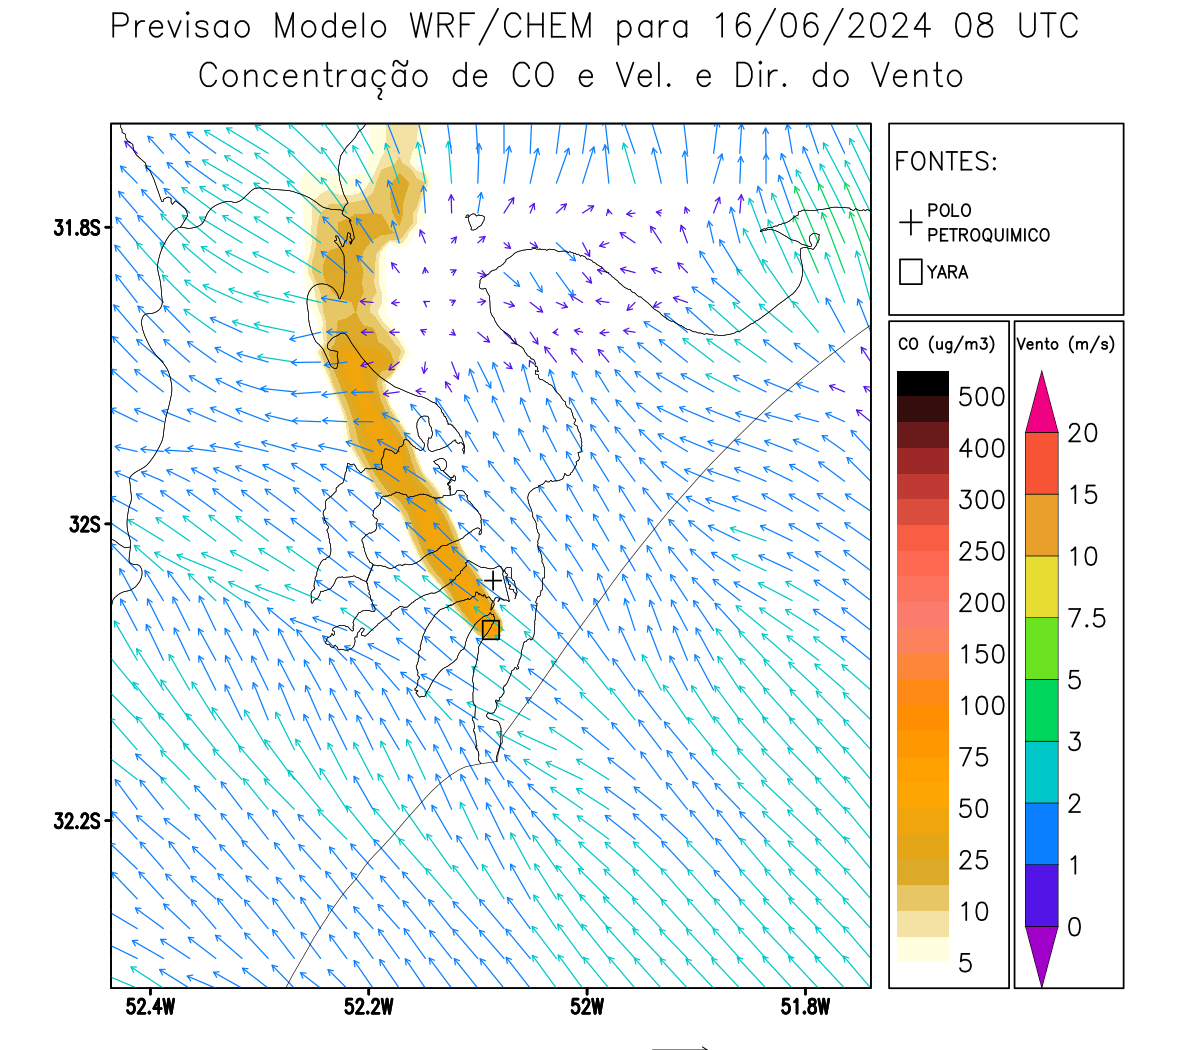 Previsao Modelo WRF/CHEM para 16/06/2024 08 UTC
Concentração de CO e Vel. e Dir. do Vento
FONTES:
POLO
PETROQUIMICO
YARA
CO (ug/m3)
500
400
300
250
200
150
100
75
50
25
10
5
Vento (m/s)
20
15
10
7.5
5
3
2
1
0
31.8S
32S
32.2S
52.4W
52.2W
52W
51.8W